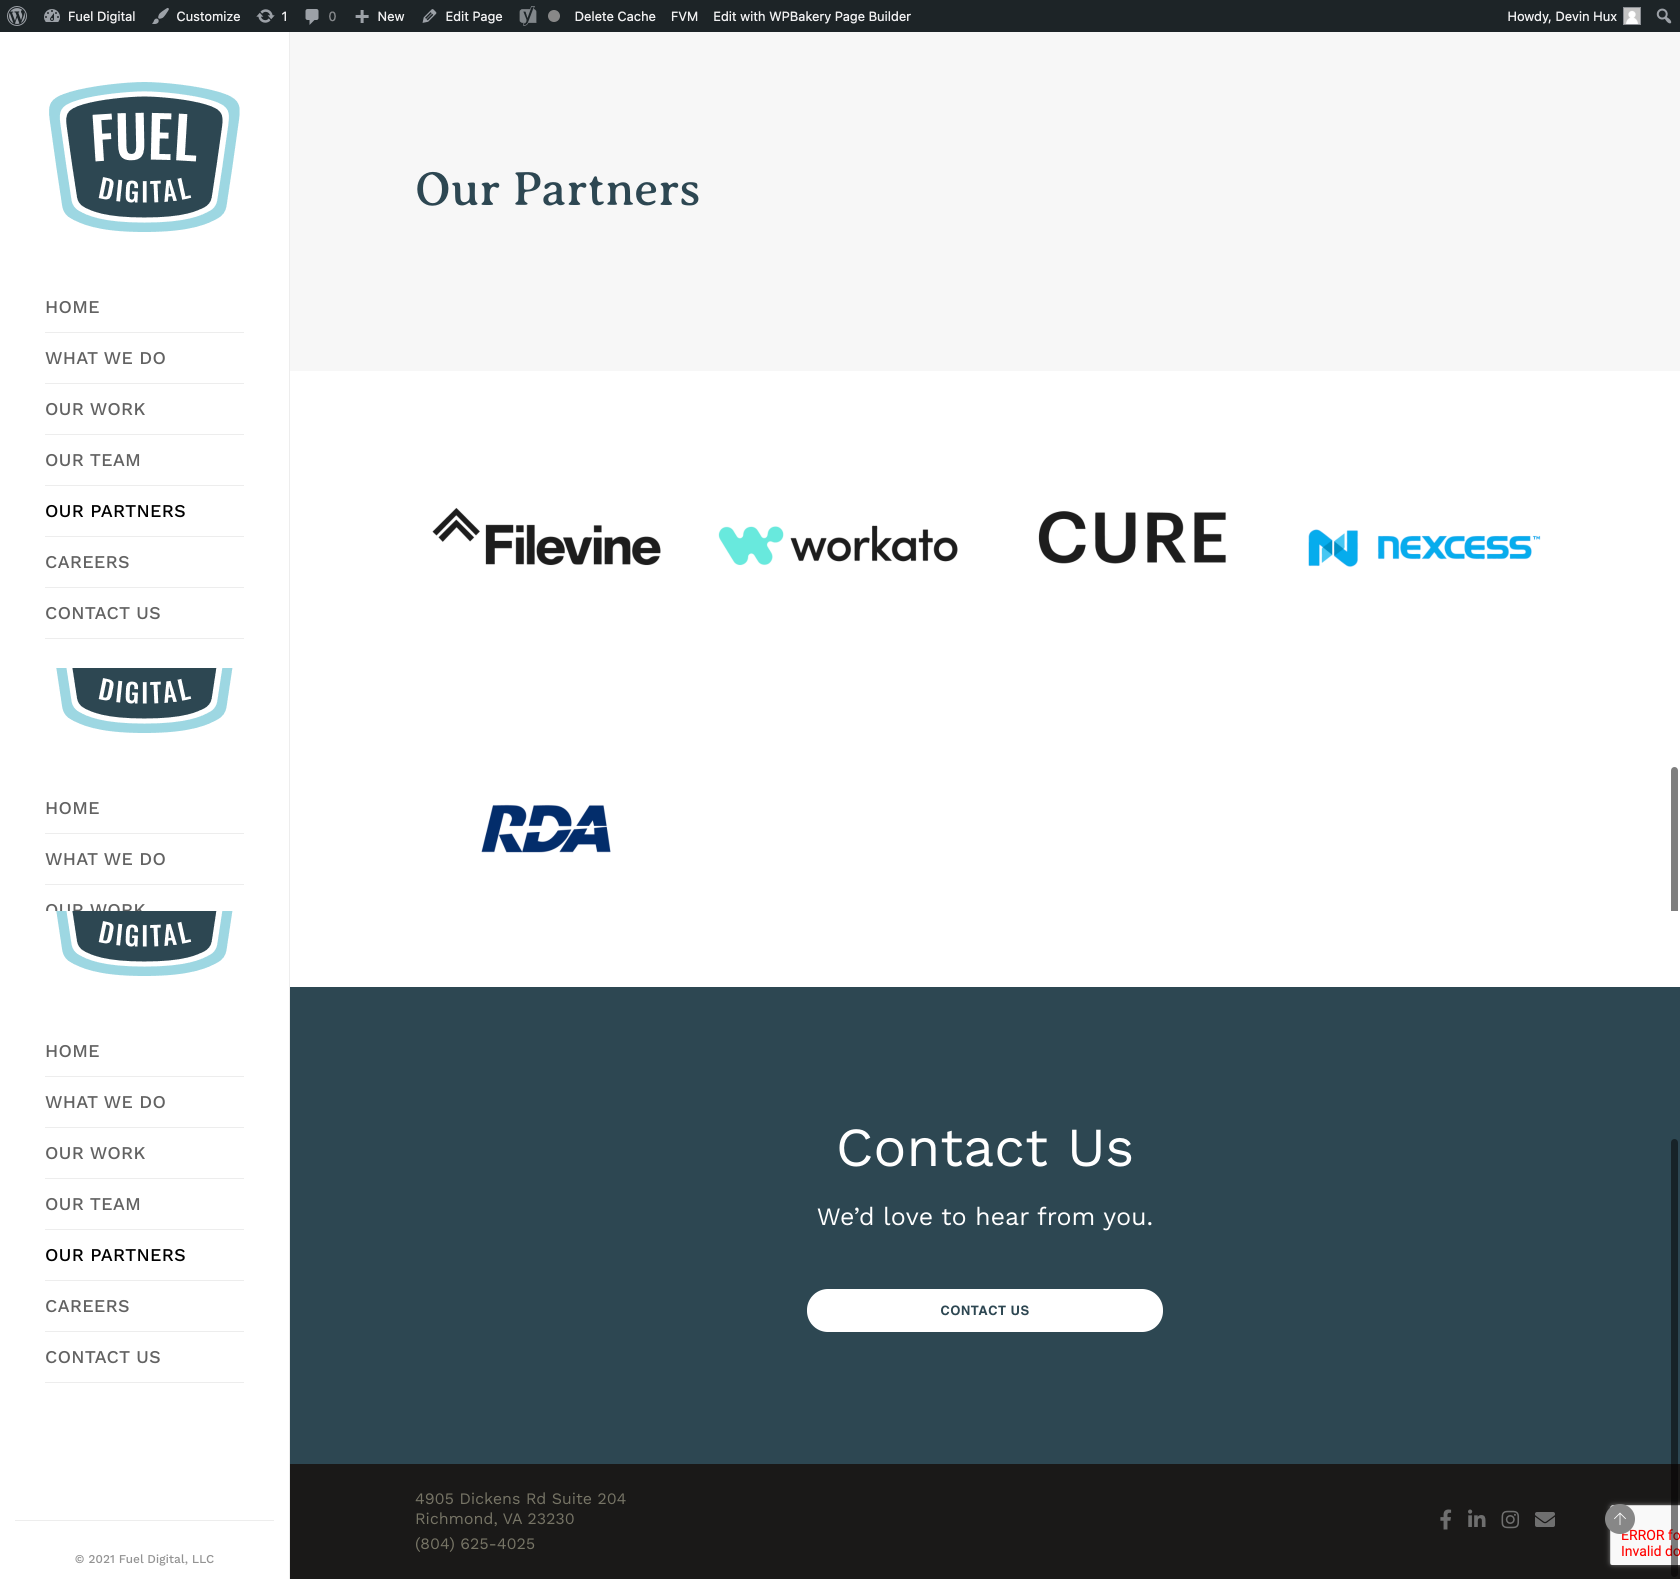 Fuel Digital Customize 1 0 New Edit Page Delete Cache FVM Edit with WPBakery Page Builder Howdy, Devin Hux
FUEL
DIGITAL
HOME
WHAT WE DO
OUR WORK
OUR TEAM
OUR PARTNERS
CAREERS
CONTACT US
DIGITAL
HOME
WHAT WE DO
OUR WORK
DIGITAL
HOME
WHAT WE DO
OUR WORK
OUR TEAM
OUR PARTNERS
CAREERS
CONTACT US
© 2021 Fuel Digital, LLC
Our Partners
Filevine
workato
CURE
NEXCESS™
RDA
Contact Us
We’d love to hear from you.
CONTACT US
4905 Dickens Rd Suite 204
Richmond, VA 23230
(804) 625-4025
ERROR fo
Invalid do